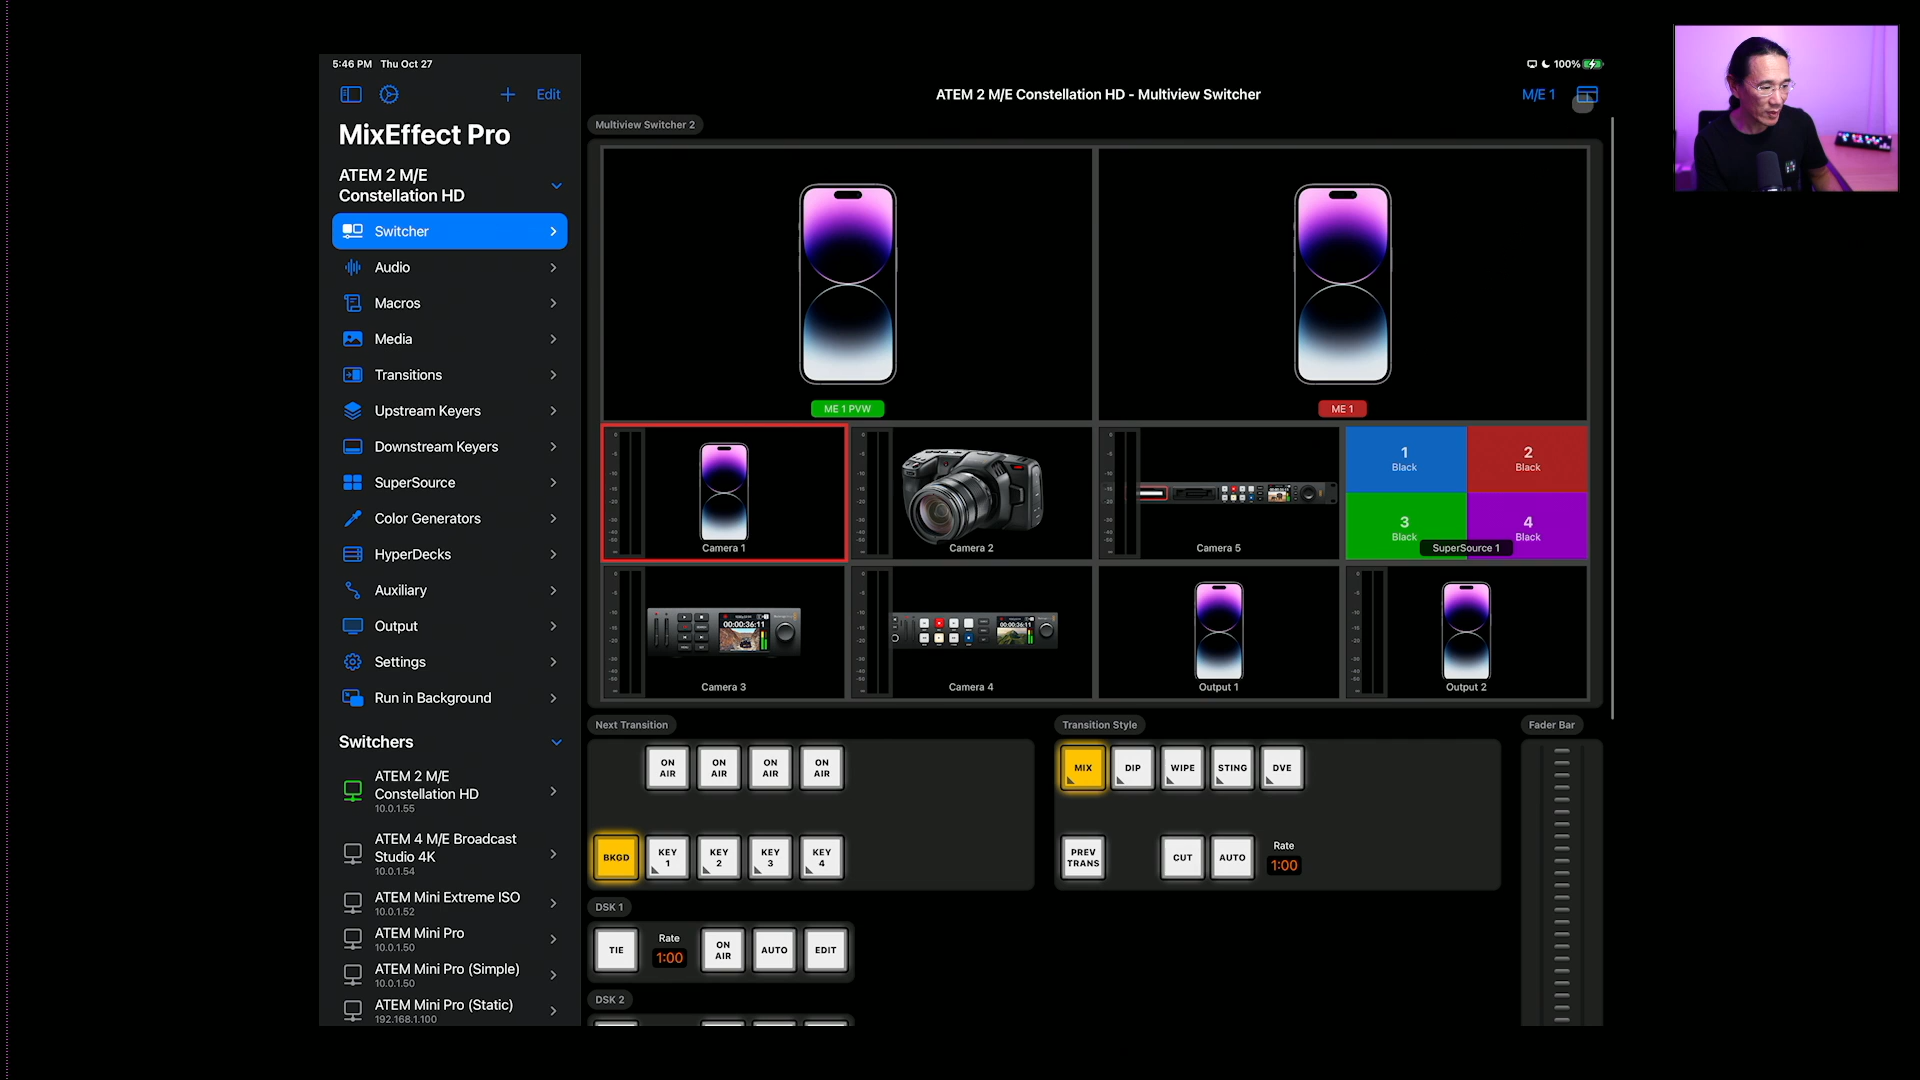 5:46 PM Thu Oct 27
100%
Edit
ATEM 2 M/E Constellation HD - Multiview Switcher
M/E 1
MixEffect Pro
ATEM 2 M/E
Constellation HD
Switcher
Audio
Macros
Media
Transitions
Upstream Keyers
Downstream Keyers
SuperSource
Color Generators
HyperDecks
Auxiliary
Output
Settings
Run in Background
Switchers
ATEM 2 M/E
Constellation HD
10.0.1.55
ATEM 4 M/E Broadcast
Studio 4K
10.0.1.54
ATEM Mini Extreme ISO
10.0.1.52
ATEM Mini Pro
10.0.1.50
ATEM Mini Pro (Simple)
10.0.1.50
ATEM Mini Pro (Static)
192.168.1.100
Multiview Switcher 2
ME 1 PVW
ME 1
Camera 1
Camera 2
Camera 5
1
Black
2
Black
3
Black
4
Black
SuperSource 1
00:00:36:11
Camera 3
00:00:36:11
Camera 4
Output 1
Output 2
Next Transition
ON AIR
ON AIR
ON AIR
ON AIR
BKGD
KEY 1
KEY 2
KEY 3
KEY 4
Transition Style
MIX
DIP
WIPE
STING
DVE
PREV TRANS
CUT
AUTO
Rate
1:00
Fader Bar
DSK 1
TIE
Rate
1:00
ON AIR
AUTO
EDIT
DSK 2